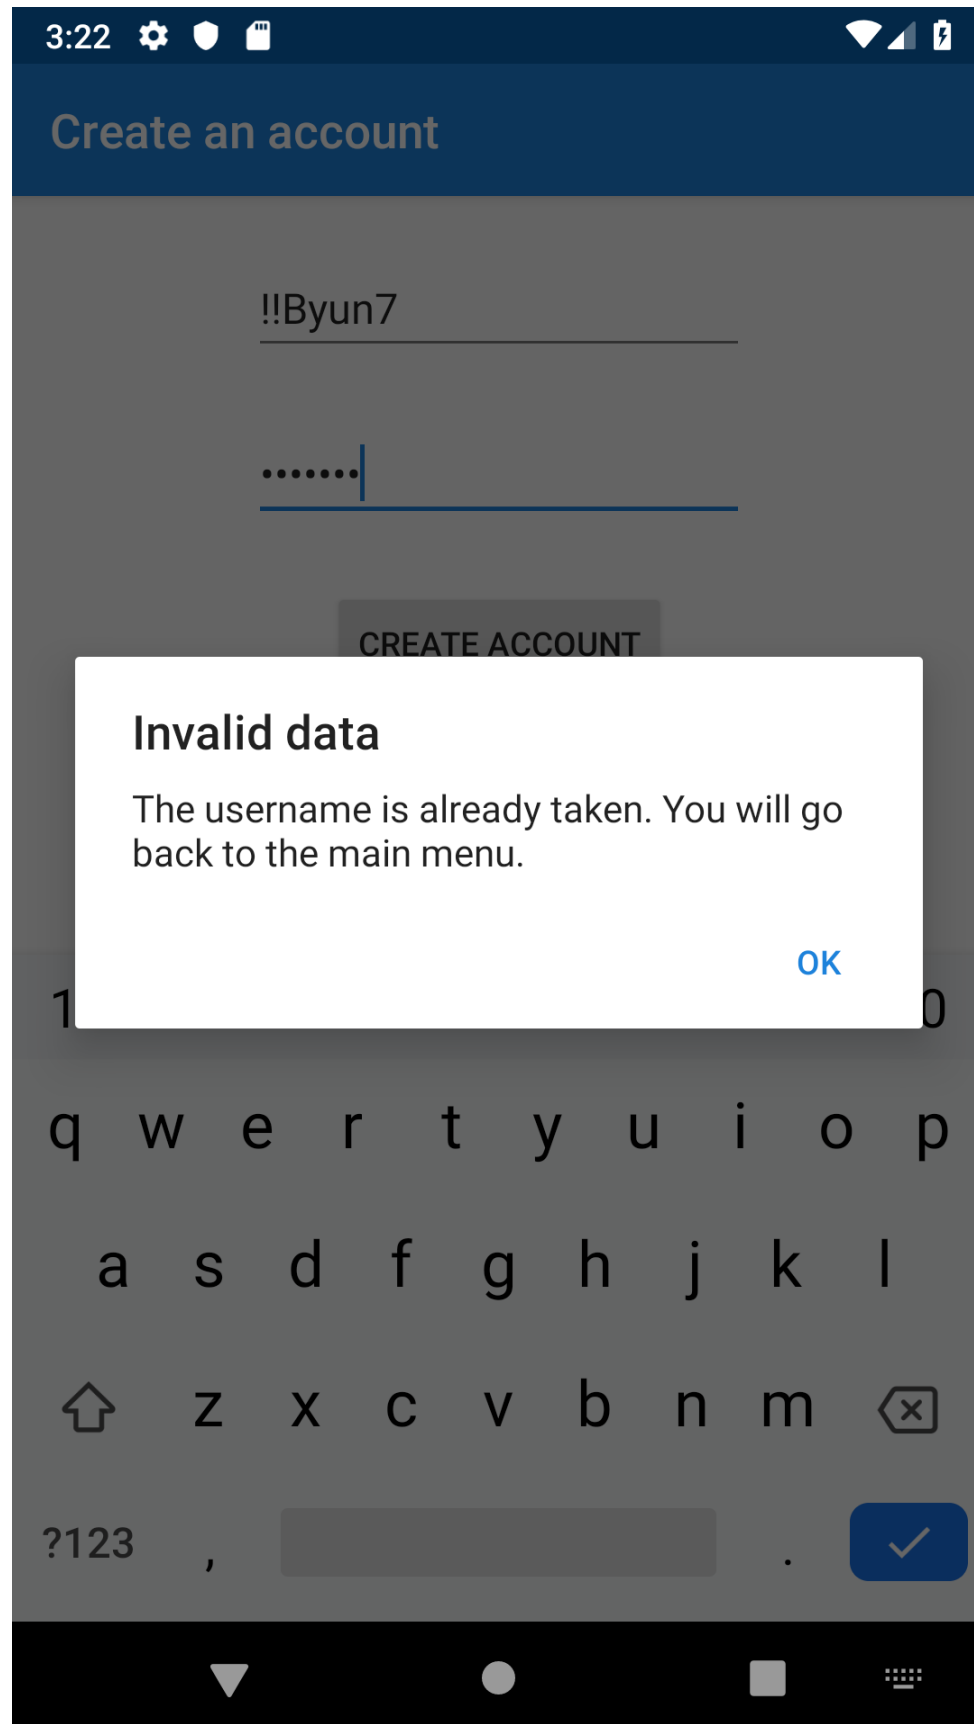 3:22
Create an account
!!Byun7
•••••••
CREATE ACCOUNT
Invalid data
The username is already taken. You will go
back to the main menu.
OK
1 0
q w e r t y u i o p
a s d f g h j k l
z x c v b n m
?123 , .